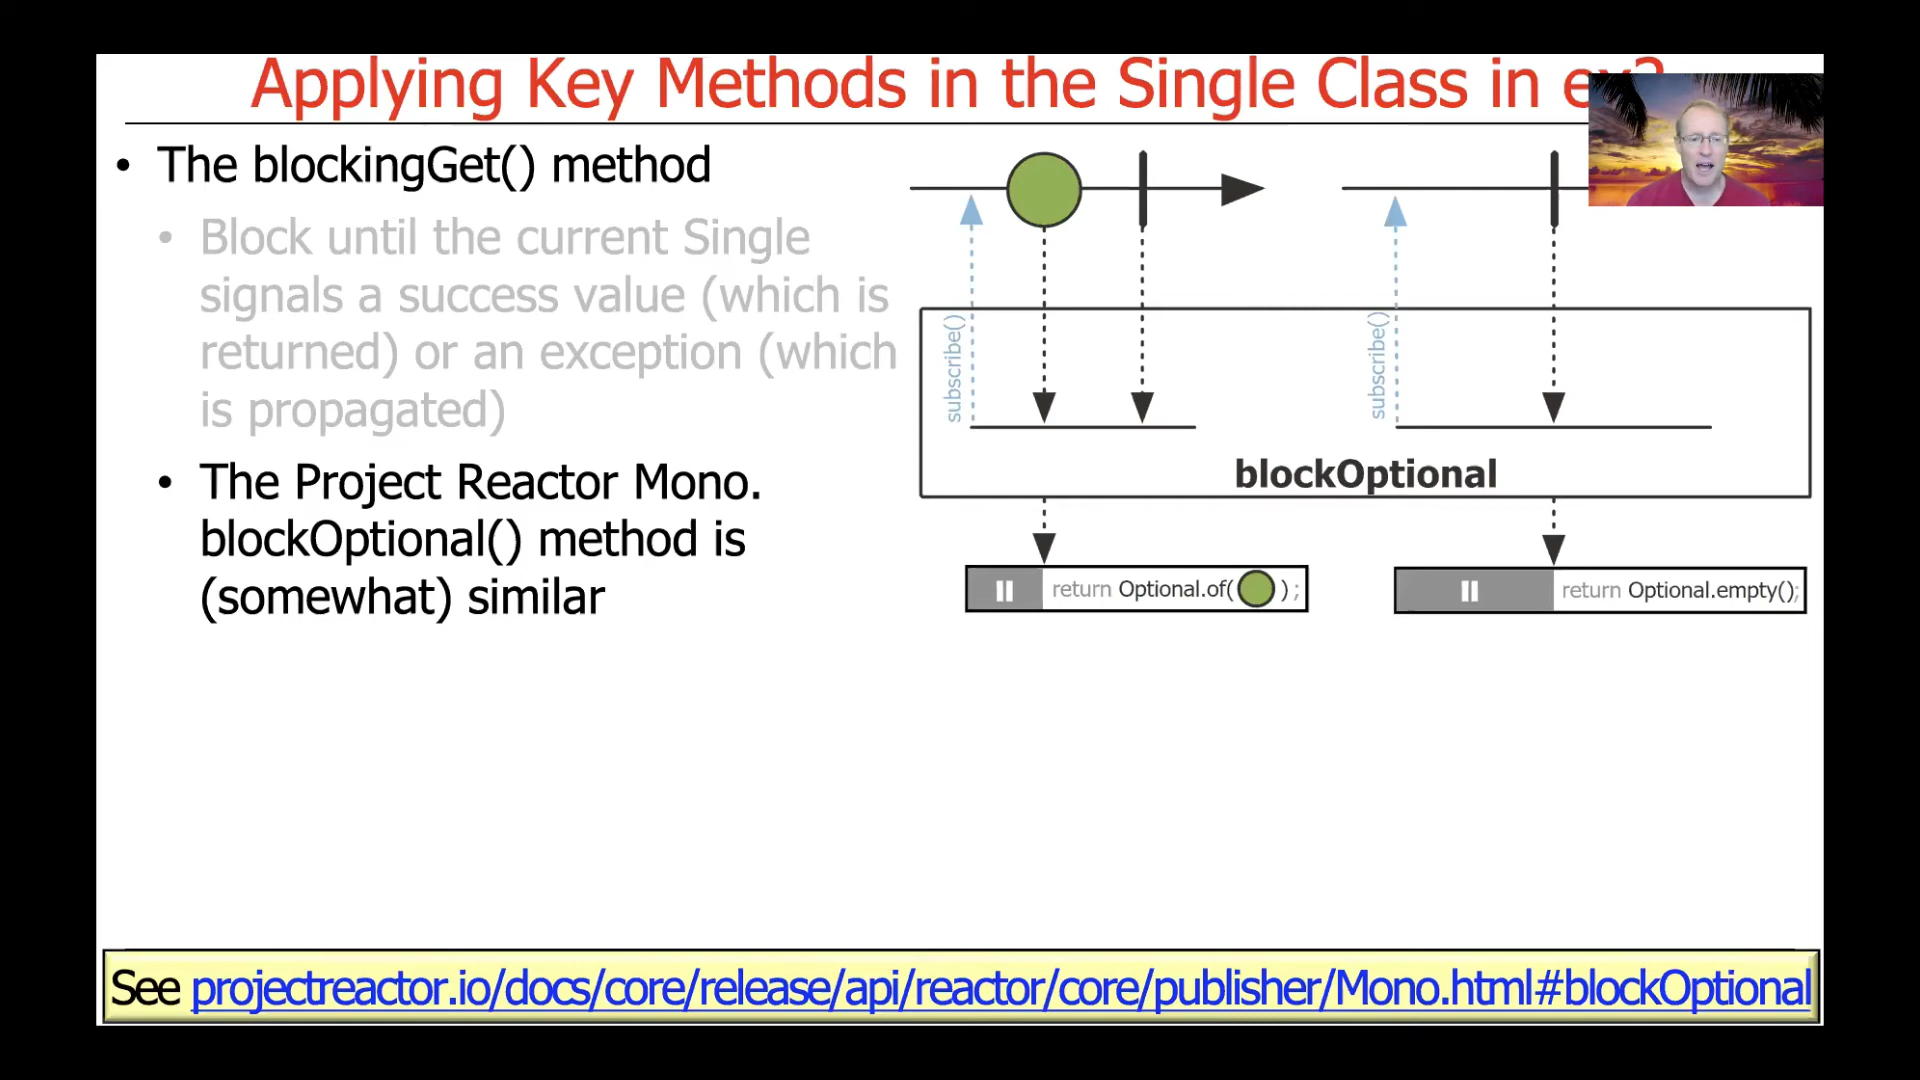 Applying Key Methods in the Single Class in
• The blockingGet() method
• Block until the current Single
signals a success value (which is
returned) or an exception (which
is propagated)
• The Project Reactor Mono.
blockOptional() method is
(somewhat) similar
subscribe()
subscribe()
blockOptional
return Optional.of( ) ;
return Optional.empty();
See projectreactor.io/docs/core/release/api/reactor/core/publisher/Mono.html#blockOptional